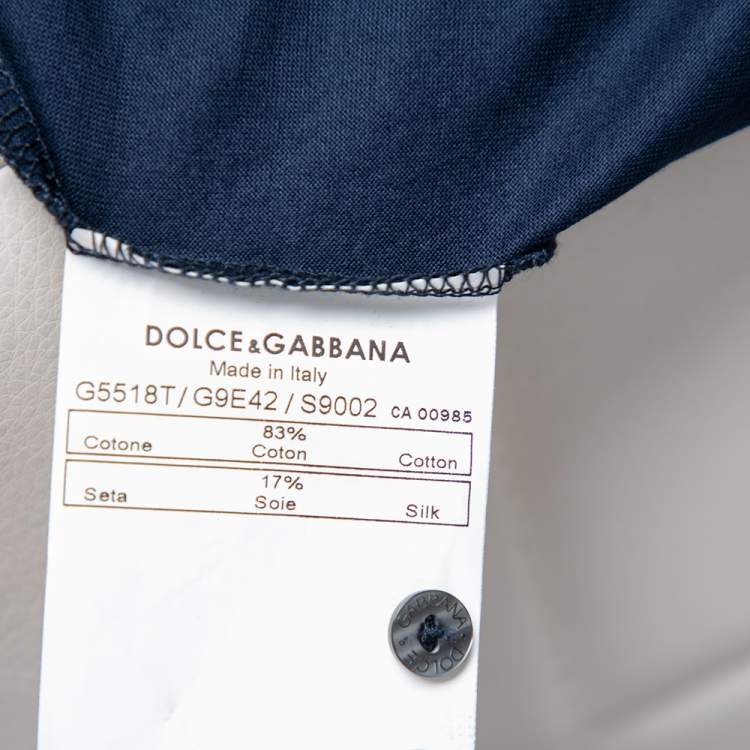 DOLCE&GABBANA
Made in Italy
G5518T/ G9E42 / S9002 CA 00985
83%
Cotone Coton Cotton
17%
Seta Soie Silk
DOLCE & GABBANA